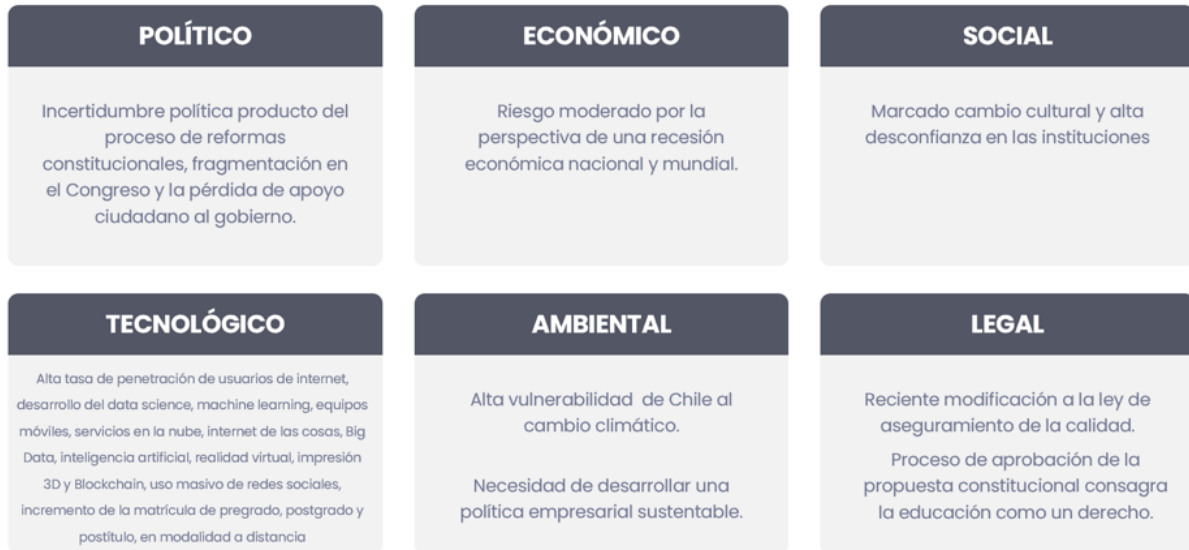 POLÍTICO
Incertidumbre política producto del
proceso de reformas
constitucionales, fragmentación en
el Congreso y la pérdida de apoyo
ciudadano al gobierno.
ECONÓMICO
Riesgo moderado por la
perspectiva de una recesión
económica nacional y mundial.
SOCIAL
Marcado cambio cultural y alta
desconfianza en las instituciones
TECNOLÓGICO
Alta tasa de penetración de usuarios de internet,
desarrollo del data science, machine learning, equipos
móviles, servicios en la nube, internet de las cosas, Big
Data, inteligencia artificial, realidad virtual, impresión
3D y Blockchain, uso masivo de redes sociales,
incremento de la matrícula de pregrado, postgrado y
postítulo, en modalidad a distancia
AMBIENTAL
Alta vulnerabilidad de Chile al
cambio climático.
Necesidad de desarrollar una
política empresarial sustentable.
LEGAL
Reciente modificación a la ley de
aseguramiento de la calidad.
Proceso de aprobación de la
propuesta constitucional consagra
la educación como un derecho.